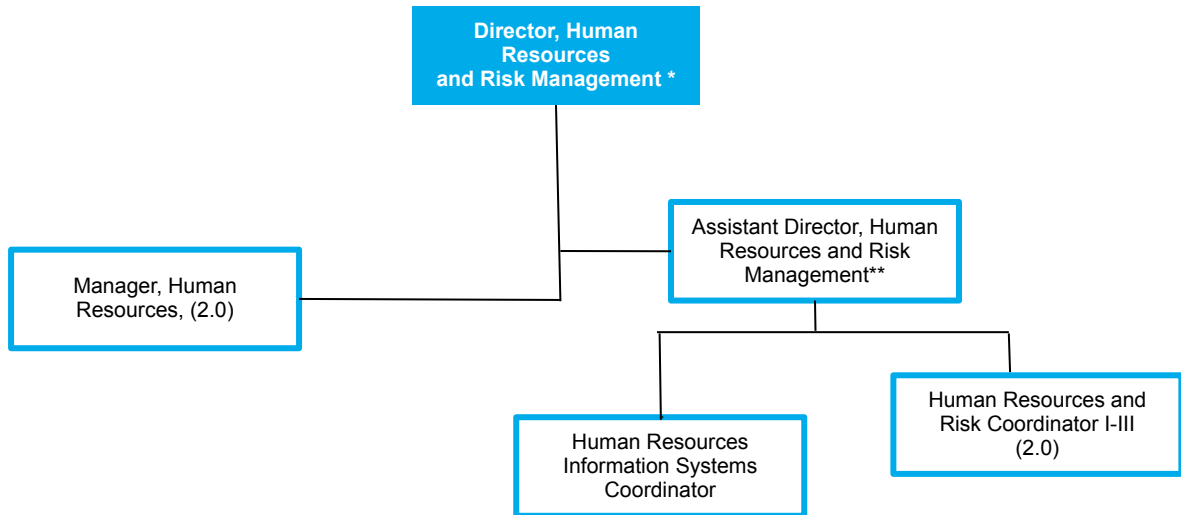 Director, Human
Resources
and Risk Management *
Assistant Director, Human
Resources and Risk
Management**
Manager, Human
Resources, (2.0)
Human Resources and
Risk Coordinator I-III
(2.0)
Human Resources
Information Systems
Coordinator